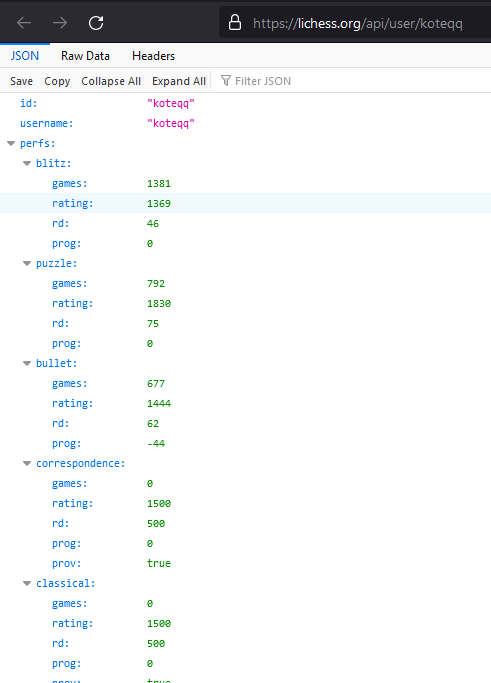 https://lichess.org/api/user/koteqq
JSON Raw Data Headers
Save Copy Collapse All Expand All Filter JSON
id: "koteqq"
username: "koteqq"
perfs:
blitz:
games: 1381
rating: 1369
rd: 46
prog: 0
puzzle:
games: 792
rating: 1830
rd: 75
prog: 0
bullet:
games: 677
rating: 1444
rd: 62
prog: -44
correspondence:
games: 0
rating: 1500
rd: 500
prog: 0
prov: true
classical:
games: 0
rating: 1500
rd: 500
prog: 0
prov: true